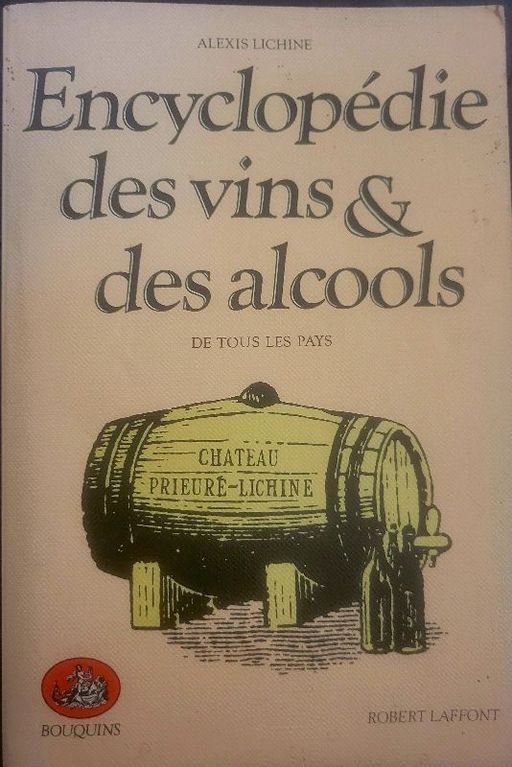 ALEXIS LICHINE
Encyclopédie
des vins &
des alcools
DE TOUS LES PAYS
CHATEAU
PRIEURÉ-LICHINE
BOUQUINS
ROBERT LAFFONT